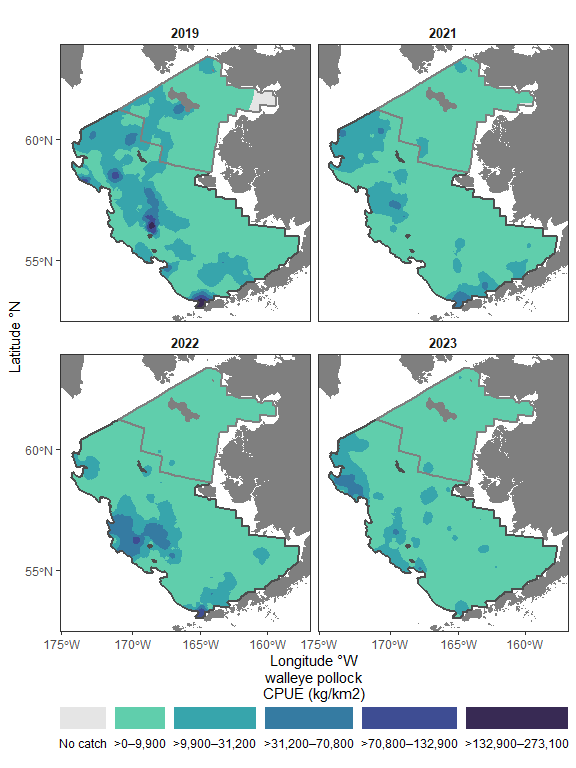 2019
2021
60°N
55°N
Latitude °N
2022
2023
60°N
55°N
175°W
170°W
165°W
160°W
175°W
170°W
165°W
160°W
Longitude °W
walleye pollock
CPUE (kg/km2)
No catch
>0–9,900
>9,900–31,200
>31,200–70,800
>70,800–132,900
>132,900–273,100